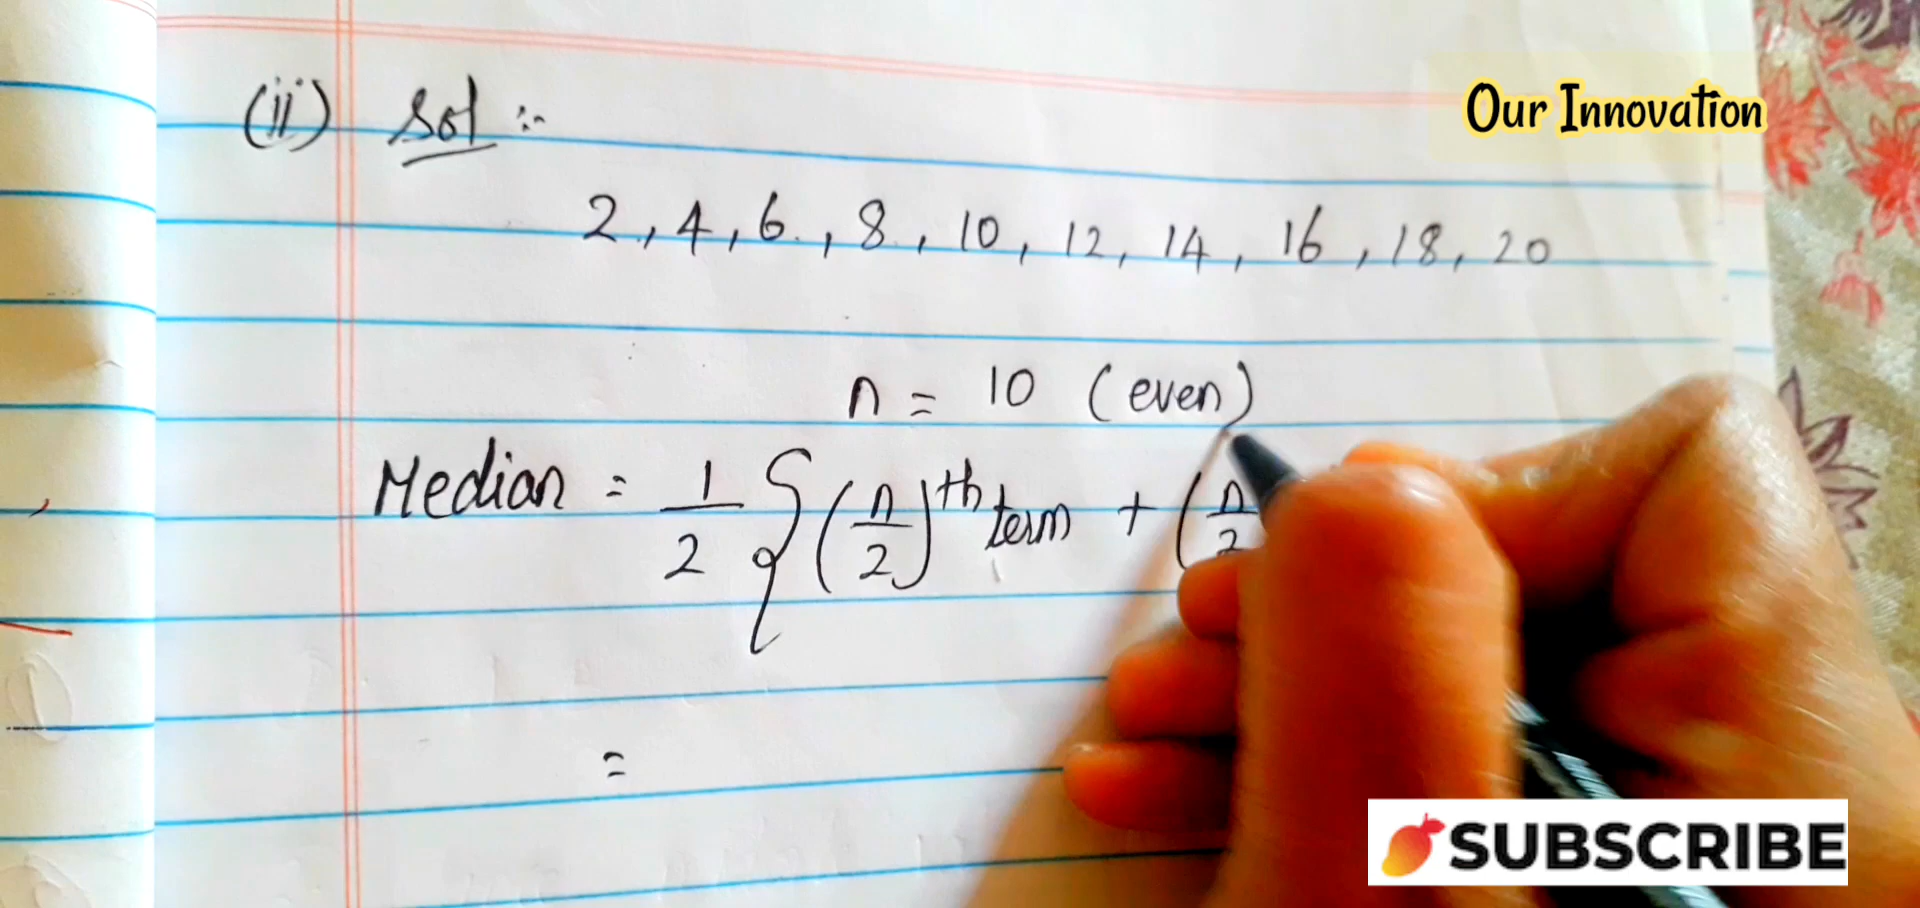 Our Innovation
(ii) Sol :-
2, 4, 6, 8, 10, 12, 14, 16, 18, 20
n = 10 (even)
Median = 1/2 { (n/2)th term + (n/2
=
SUBSCRIBE